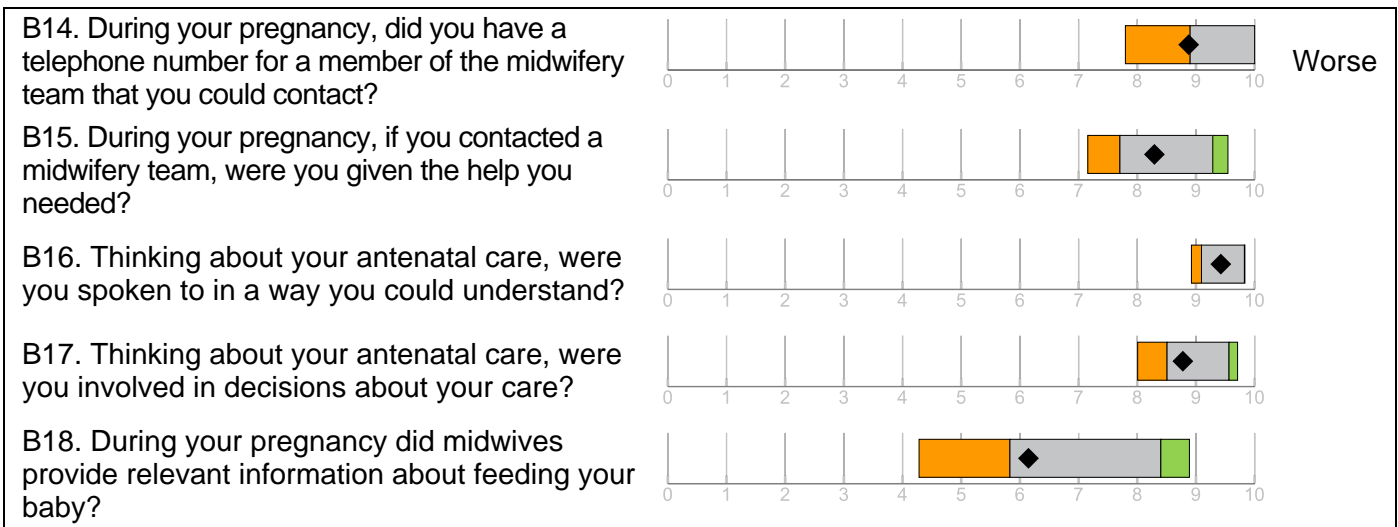 B14. During your pregnancy, did you have a
telephone number for a member of the midwifery
team that you could contact?
0 1 2 3 4 5 6 7 8 9 10
Worse
B15. During your pregnancy, if you contacted a
midwifery team, were you given the help you
needed?
0 1 2 3 4 5 6 7 8 9 10
B16. Thinking about your antenatal care, were
you spoken to in a way you could understand?
0 1 2 3 4 5 6 7 8 9 10
B17. Thinking about your antenatal care, were
you involved in decisions about your care?
0 1 2 3 4 5 6 7 8 9 10
B18. During your pregnancy did midwives
provide relevant information about feeding your
baby?
0 1 2 3 4 5 6 7 8 9 10